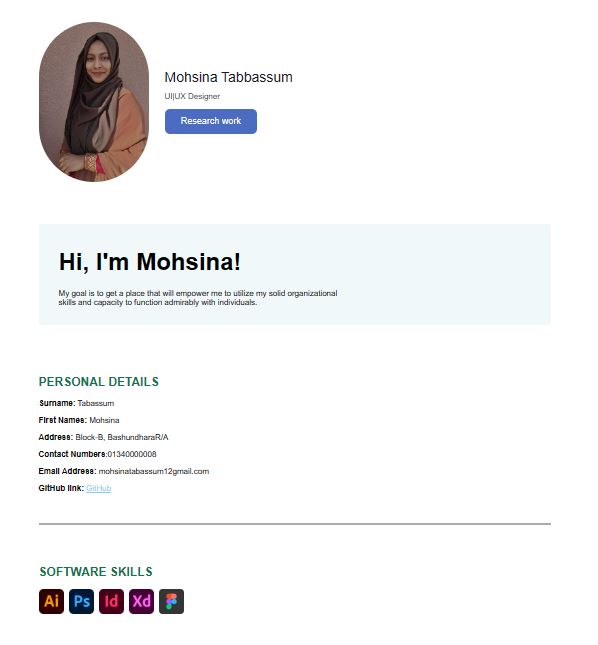 Mohsina Tabbassum
UI|UX Designer
Research work
Hi, I'm Mohsina!
My goal is to get a place that will empower me to utilize my solid organizational
skills and capacity to function admirably with individuals.
PERSONAL DETAILS
Surname: Tabassum
First Names: Mohsina
Address: Block-B, BashundharaR/A
Contact Numbers:01340000008
Email Address: mohsinatabassum12gmail.com
GitHub link: GitHub
SOFTWARE SKILLS
Ai Ps Id Xd